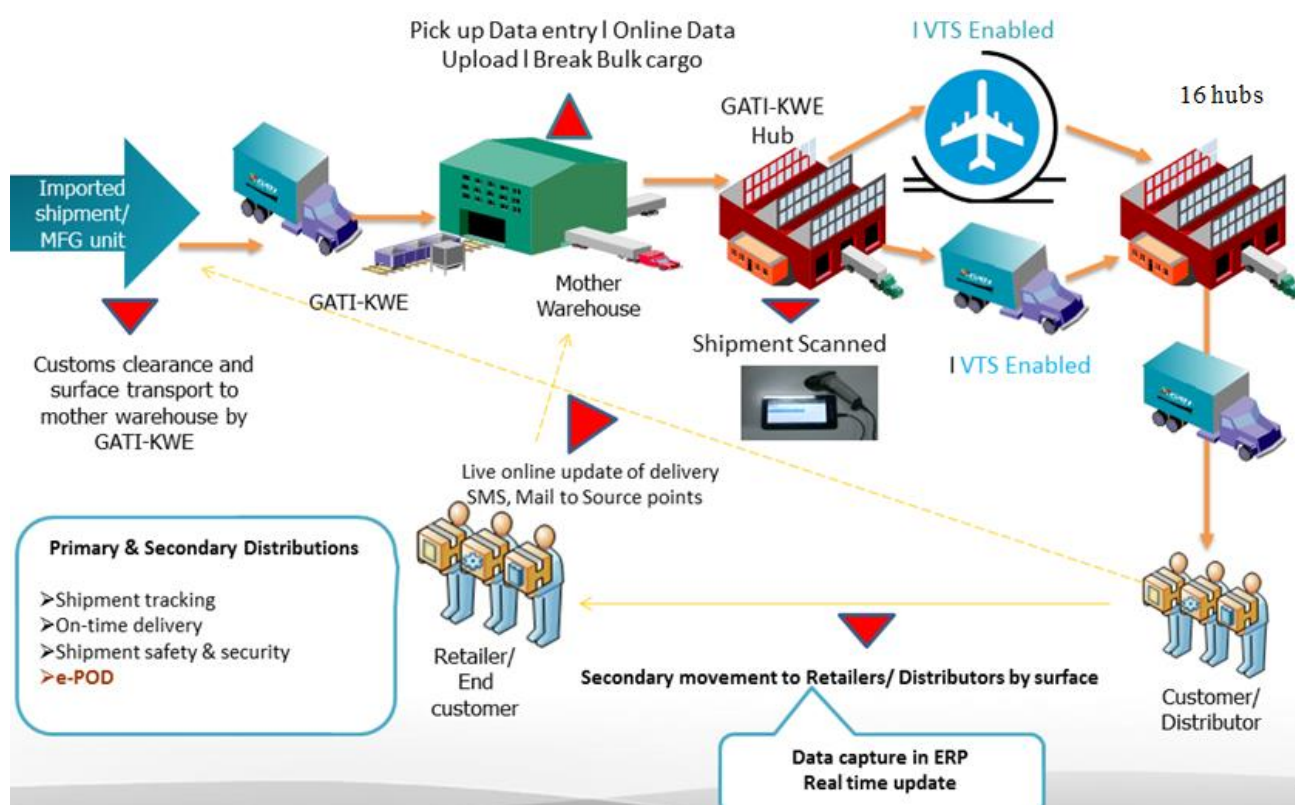 Pick up Data entry l Online Data
Upload l Break Bulk cargo
l VTS Enabled
16 hubs
GATI-KWE
Hub
Imported
shipment/
MFG unit
GATI
GATI-KWE
Mother
Warehouse
Shipment Scanned
GATI
l VTS Enabled
GATI
Customs clearance and
surface transport to
mother warehouse by
GATI-KWE
Live online update of delivery
SMS, Mail to Source points
Primary & Secondary Distributions
➢Shipment tracking
➢On-time delivery
➢Shipment safety & security
➢e-POD
Retailer/
End
customer
Secondary movement to Retailers/ Distributors by surface
Customer/
Distributor
Data capture in ERP
Real time update